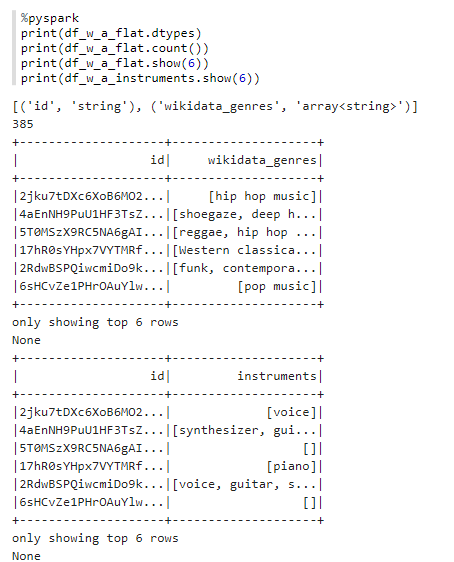 %pyspark
print(df_w_a_flat.dtypes)
print(df_w_a_flat.count())
print(df_w_a_flat.show(6))
print(df_w_a_instruments.show(6))
[('id', 'string'), ('wikidata_genres', 'array<string>')]
385
+--------------------+--------------------+
|                  id|     wikidata_genres|
+--------------------+--------------------+
|2jku7tDXc6XoB6MO2...|     [hip hop music]|
|4aEnNH9PuU1HF3TsZ...|[shoegaze, deep h...|
|5T0MSzX9RC5NA6gAI...|[reggae, hip hop ...|
|17hR0sYHpx7VYTMRf...|[Western classica...|
|2RdwBSPQiwcmiDo9k...|[funk, contempora...|
|6sHCvZe1PHrOAuYlw...|         [pop music]|
+--------------------+--------------------+
only showing top 6 rows
None
+--------------------+--------------------+
|                  id|         instruments|
+--------------------+--------------------+
|2jku7tDXc6XoB6MO2...|             [voice]|
|4aEnNH9PuU1HF3TsZ...|[synthesizer, gui...|
|5T0MSzX9RC5NA6gAI...|                  []|
|17hR0sYHpx7VYTMRf...|             [piano]|
|2RdwBSPQiwcmiDo9k...|[voice, guitar, s...|
|6sHCvZe1PHrOAuYlw...|                  []|
+--------------------+--------------------+
only showing top 6 rows
None